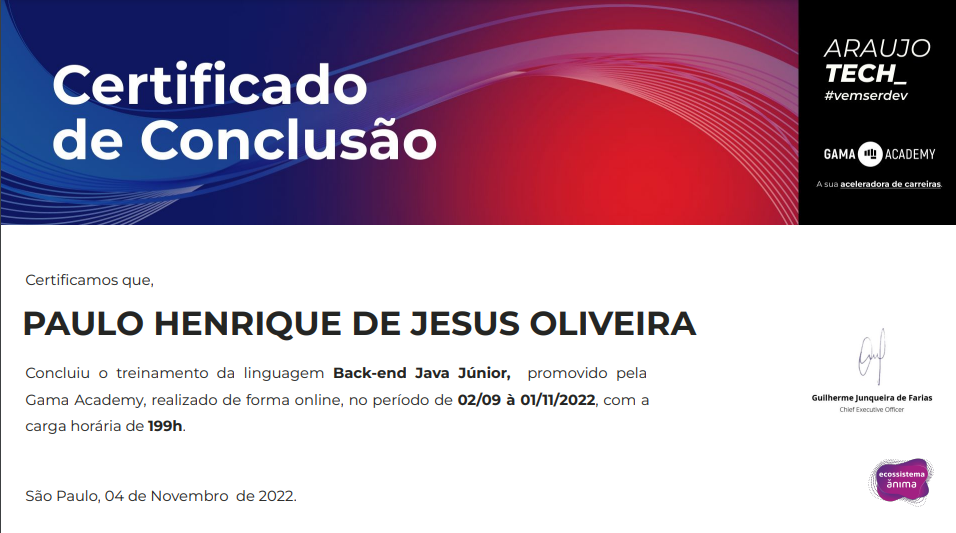 Certificado
de Conclusão
ARAUJO
TECH_
#vemserdev
GAMA ACADEMY
A sua aceleradora de carreiras.
Certificamos que,
PAULO HENRIQUE DE JESUS OLIVEIRA
Concluiu o treinamento da linguagem Back-end Java Júnior, promovido pela
Gama Academy, realizado de forma online, no período de 02/09 à 01/11/2022, com a
carga horária de 199h.
São Paulo, 04 de Novembro de 2022.
Guilherme Junqueira de Farias
Chief Executive Officer
ecossistema
ănıma